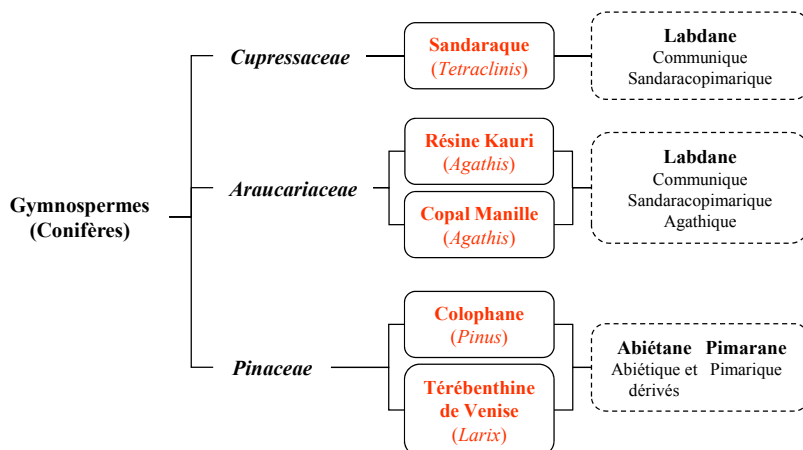 Gymnospermes
(Conifères)
Cupressaceae
Sandaraque
(Tetraclinis)
Labdane
Communique
Sandaracopimarique
Araucariaceae
Résine Kauri
(Agathis)
Copal Manille
(Agathis)
Labdane
Communique
Sandaracopimarique
Agathique
Pinaceae
Colophane
(Pinus)
Térébenthine
de Venise
(Larix)
Abiétane Pimarane
Abiétique et Pimarique
dérivés